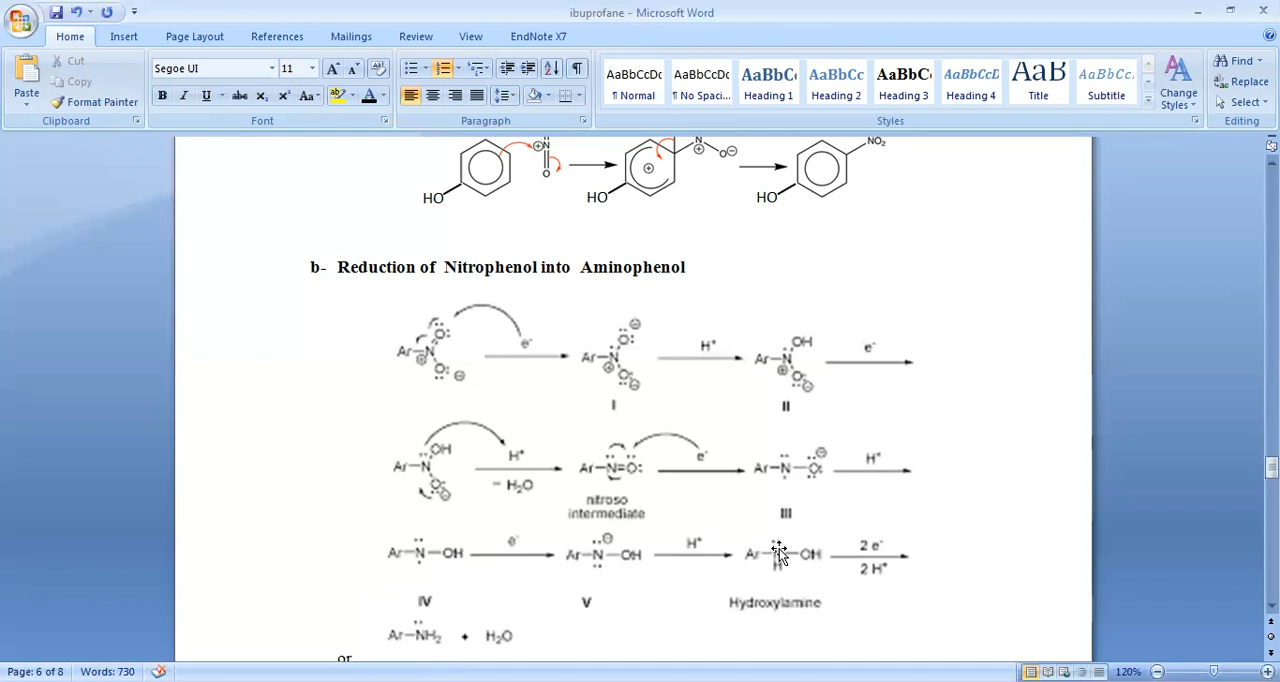 ibuprofane - Microsoft Word
Home Insert Page Layout References Mailings Review View EndNote X7
Paste Cut Copy Format Painter
Clipboard
Segoe UI 11
B I U abe X₂ X² Aa A
Font
Paragraph
AaBbCcDc AaBbCcDc AaBbC AaBbCc AaBbC AaBbCcD AaB AaBbCc.
¶ Normal ¶ No Spaci... Heading 1 Heading 2 Heading 3 Heading 4 Title Subtitle
Change Styles
Styles
Find Replace Select
Editing
HO ⊕N O HO N ⊕ O⊖ ⊕ HO NO₂
b- Reduction of Nitrophenol into Aminophenol
Ar–N O O e⁻ Ar–N O O H⁺ Ar–N OH O e⁻
I II
Ar–N OH O H⁺ – H₂O Ar–N=O: e⁻ Ar–N–O: H⁺
nitroso intermediate III
Ar–N–OH e⁻ Ar–N–OH H⁺ Ar– H –OH 2 e⁻ 2 H⁺
IV V Hydroxylamine
Ar–NH₂ + H₂O
or
Page: 6 of 8 Words: 730 120%